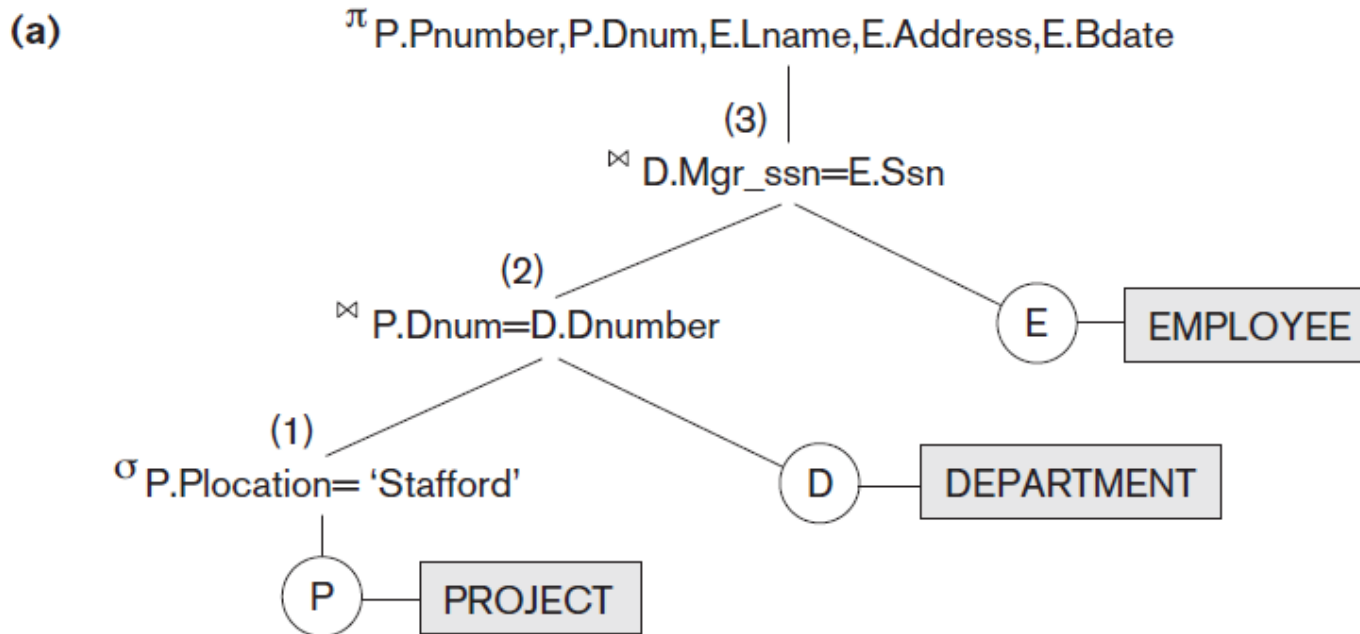 (a)
π P.Pnumber,P.Dnum,E.Lname,E.Address,E.Bdate
(3)
⋈ D.Mgr_ssn=E.Ssn
(2)
⋈ P.Dnum=D.Dnumber
E
EMPLOYEE
(1)
σ P.Plocation= ‘Stafford’
D
DEPARTMENT
P
PROJECT